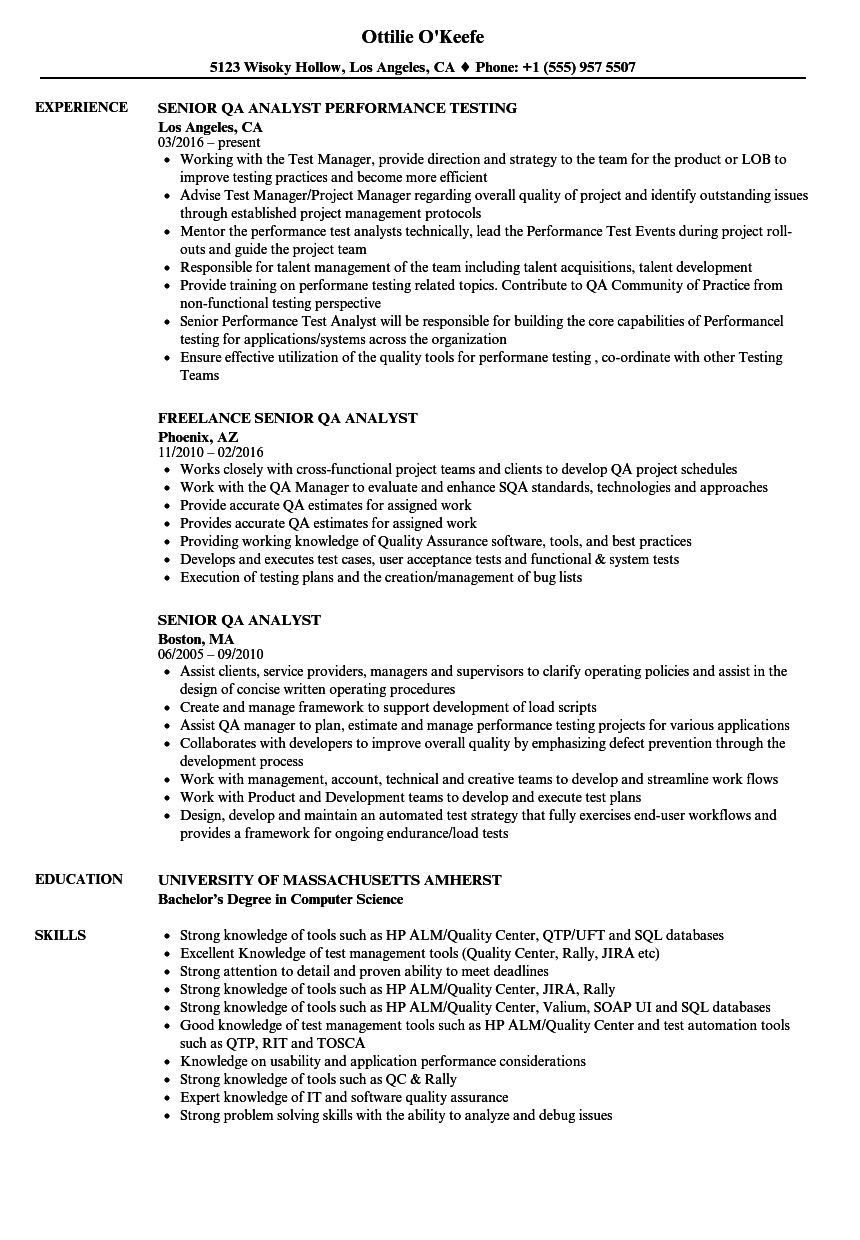 Ottilie O'Keefe
5123 Wisoky Hollow, Los Angeles, CA ♦ Phone: +1 (555) 957 5507
EXPERIENCE
SENIOR QA ANALYST PERFORMANCE TESTING
Los Angeles, CA
03/2016 – present
• Working with the Test Manager, provide direction and strategy to the team for the product or LOB to
improve testing practices and become more efficient
• Advise Test Manager/Project Manager regarding overall quality of project and identify outstanding issues
through established project management protocols
• Mentor the performance test analysts technically, lead the Performance Test Events during project roll-
outs and guide the project team
• Responsible for talent management of the team including talent acquisitions, talent development
• Provide training on performane testing related topics. Contribute to QA Community of Practice from
non-functional testing perspective
• Senior Performance Test Analyst will be responsible for building the core capabilities of Performancel
testing for applications/systems across the organization
• Ensure effective utilization of the quality tools for performane testing , co-ordinate with other Testing
Teams
FREELANCE SENIOR QA ANALYST
Phoenix, AZ
11/2010 – 02/2016
• Works closely with cross-functional project teams and clients to develop QA project schedules
• Work with the QA Manager to evaluate and enhance SQA standards, technologies and approaches
• Provide accurate QA estimates for assigned work
• Provides accurate QA estimates for assigned work
• Providing working knowledge of Quality Assurance software, tools, and best practices
• Develops and executes test cases, user acceptance tests and functional & system tests
• Execution of testing plans and the creation/management of bug lists
SENIOR QA ANALYST
Boston, MA
06/2005 – 09/2010
• Assist clients, service providers, managers and supervisors to clarify operating policies and assist in the
design of concise written operating procedures
• Create and manage framework to support development of load scripts
• Assist QA manager to plan, estimate and manage performance testing projects for various applications
• Collaborates with developers to improve overall quality by emphasizing defect prevention through the
development process
• Work with management, account, technical and creative teams to develop and streamline work flows
• Work with Product and Development teams to develop and execute test plans
• Design, develop and maintain an automated test strategy that fully exercises end-user workflows and
provides a framework for ongoing endurance/load tests
EDUCATION
UNIVERSITY OF MASSACHUSETTS AMHERST
Bachelor's Degree in Computer Science
SKILLS
• Strong knowledge of tools such as HP ALM/Quality Center, QTP/UFT and SQL databases
• Excellent Knowledge of test management tools (Quality Center, Rally, JIRA etc)
• Strong attention to detail and proven ability to meet deadlines
• Strong knowledge of tools such as HP ALM/Quality Center, JIRA, Rally
• Strong knowledge of tools such as HP ALM/Quality Center, Valium, SOAP UI and SQL databases
• Good knowledge of test management tools such as HP ALM/Quality Center and test automation tools
such as QTP, RIT and TOSCA
• Knowledge on usability and application performance considerations
• Strong knowledge of tools such as QC & Rally
• Expert knowledge of IT and software quality assurance
• Strong problem solving skills with the ability to analyze and debug issues